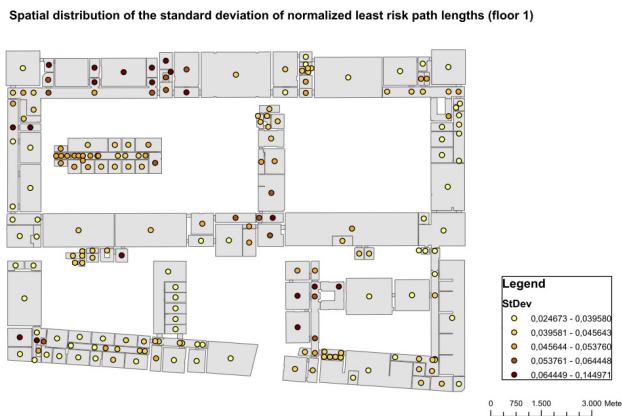 Spatial distribution of the standard deviation of normalized least risk path lengths (floor 1)
Legend
StDev
0,024673 - 0,039580
0,039581 - 0,045643
0,045644 - 0,053760
0,053761 - 0,064448
0,064449 - 0,144971
0 750 1.500 3.000 Mete